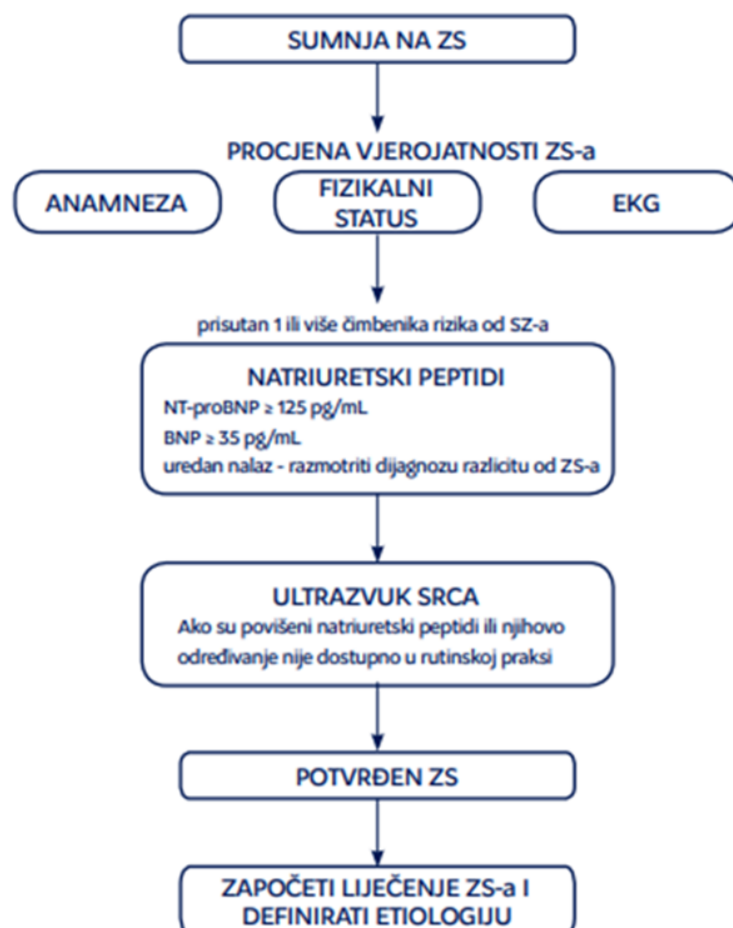 SUMNJA NA ZS
PROCJENA VJEROJATNOSTI ZS-a
ANAMNEZA
FIZIKALNI
STATUS
EKG
prisutan 1 ili više čimbenika rizika od SZ-a
NATRIURETSKI PEPTIDI
NT-proBNP ≥ 125 pg/mL
BNP ≥ 35 pg/mL
uredan nalaz - razmotriti dijagnozu razlicitu od ZS-a
ULTRAZVUK SRCA
Ako su povišeni natriuretski peptidi ili njihovo
određivanje nije dostupno u rutinskoj praksi
POTVRĐEN ZS
ZAPOČETI LIJEČENJE ZS-a I
DEFINIRATI ETIOLOGIJU